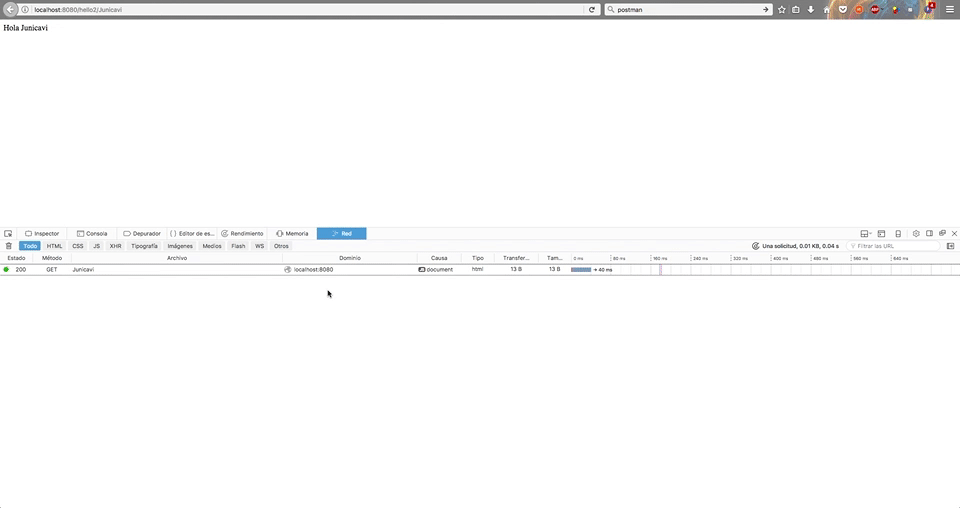 localhost:8080/hello2/Junicavi postman
Hola Junicavi
Inspector Consola Depurador Editor de es... Rendimiento Memoria Red
Todo HTML CSS JS XHR Tipografía Imágenes Medios Flash WS Otros Una solicitud, 0.01 KB, 0.04 s Filtrar las URL
Estado Método Archivo Dominio Causa Tipo Transfer... Tam... 0 ms 80 ms 160 ms 240 ms 320 ms 400 ms 480 ms 560 ms 640 ms
200 GET Junicavi localhost:8080 document html 13 B 13 B → 40 ms